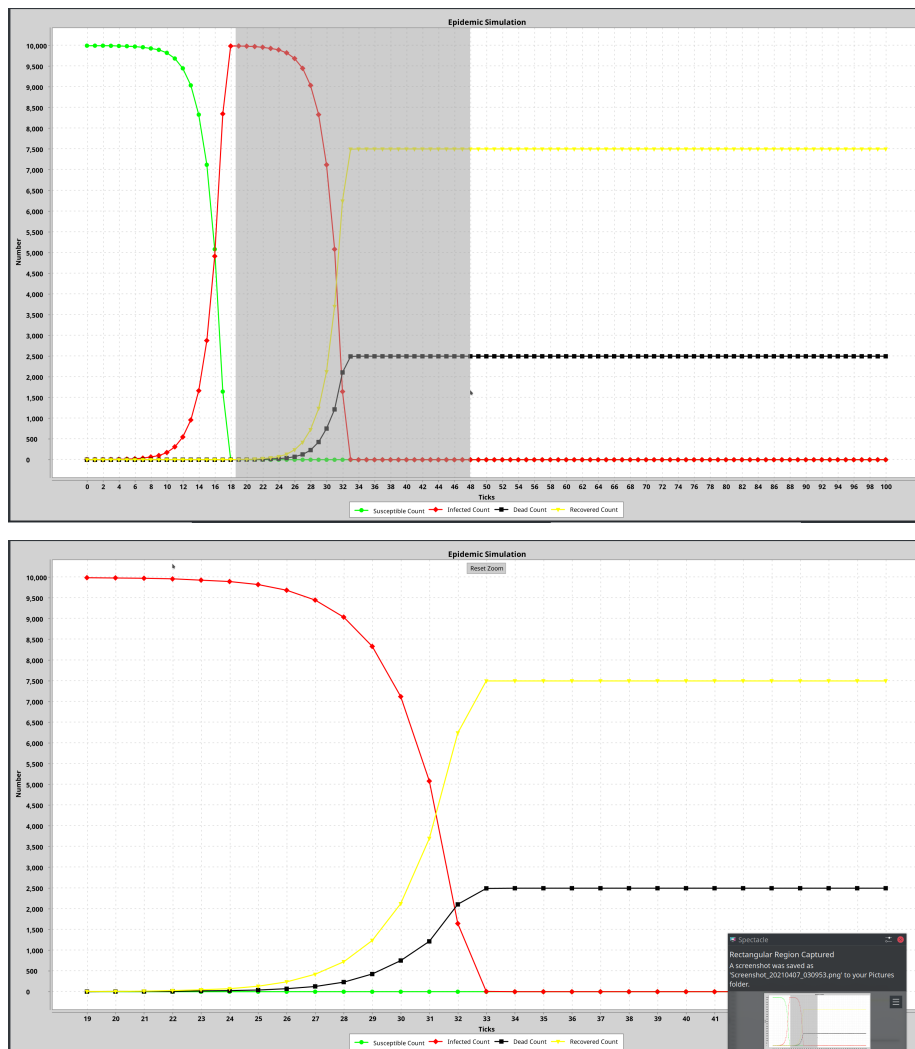 Epidemic Simulation
10,000
9,500
9,000
8,500
8,000
7,500
7,000
6,500
6,000
5,500
5,000
4,500
4,000
3,500
3,000
2,500
2,000
1,500
1,000
500
0
Number
0 2 4 6 8 10 12 14 16 18 20 22 24 26 28 30 32 34 36 38 40 42 44 46 48 50 52 54 56 58 60 62 64 66 68 70 72 74 76 78 80 82 84 86 88 90 92 94 96 98 100
Ticks
Susceptible Count Infected Count Dead Count Recovered Count
Epidemic Simulation
Reset Zoom
10,000
9,500
9,000
8,500
8,000
7,500
7,000
6,500
6,000
5,500
5,000
4,500
4,000
3,500
3,000
2,500
2,000
1,500
1,000
500
0
Number
19 20 21 22 23 24 25 26 27 28 29 30 31 32 33 34 35 36 37 38 39 40 41
Ticks
Susceptible Count Infected Count Dead Count Recovered Count
Spectacle
Rectangular Region Captured
A screenshot was saved as
'Screenshot_20210407_030953.png' to your Pictures
folder.